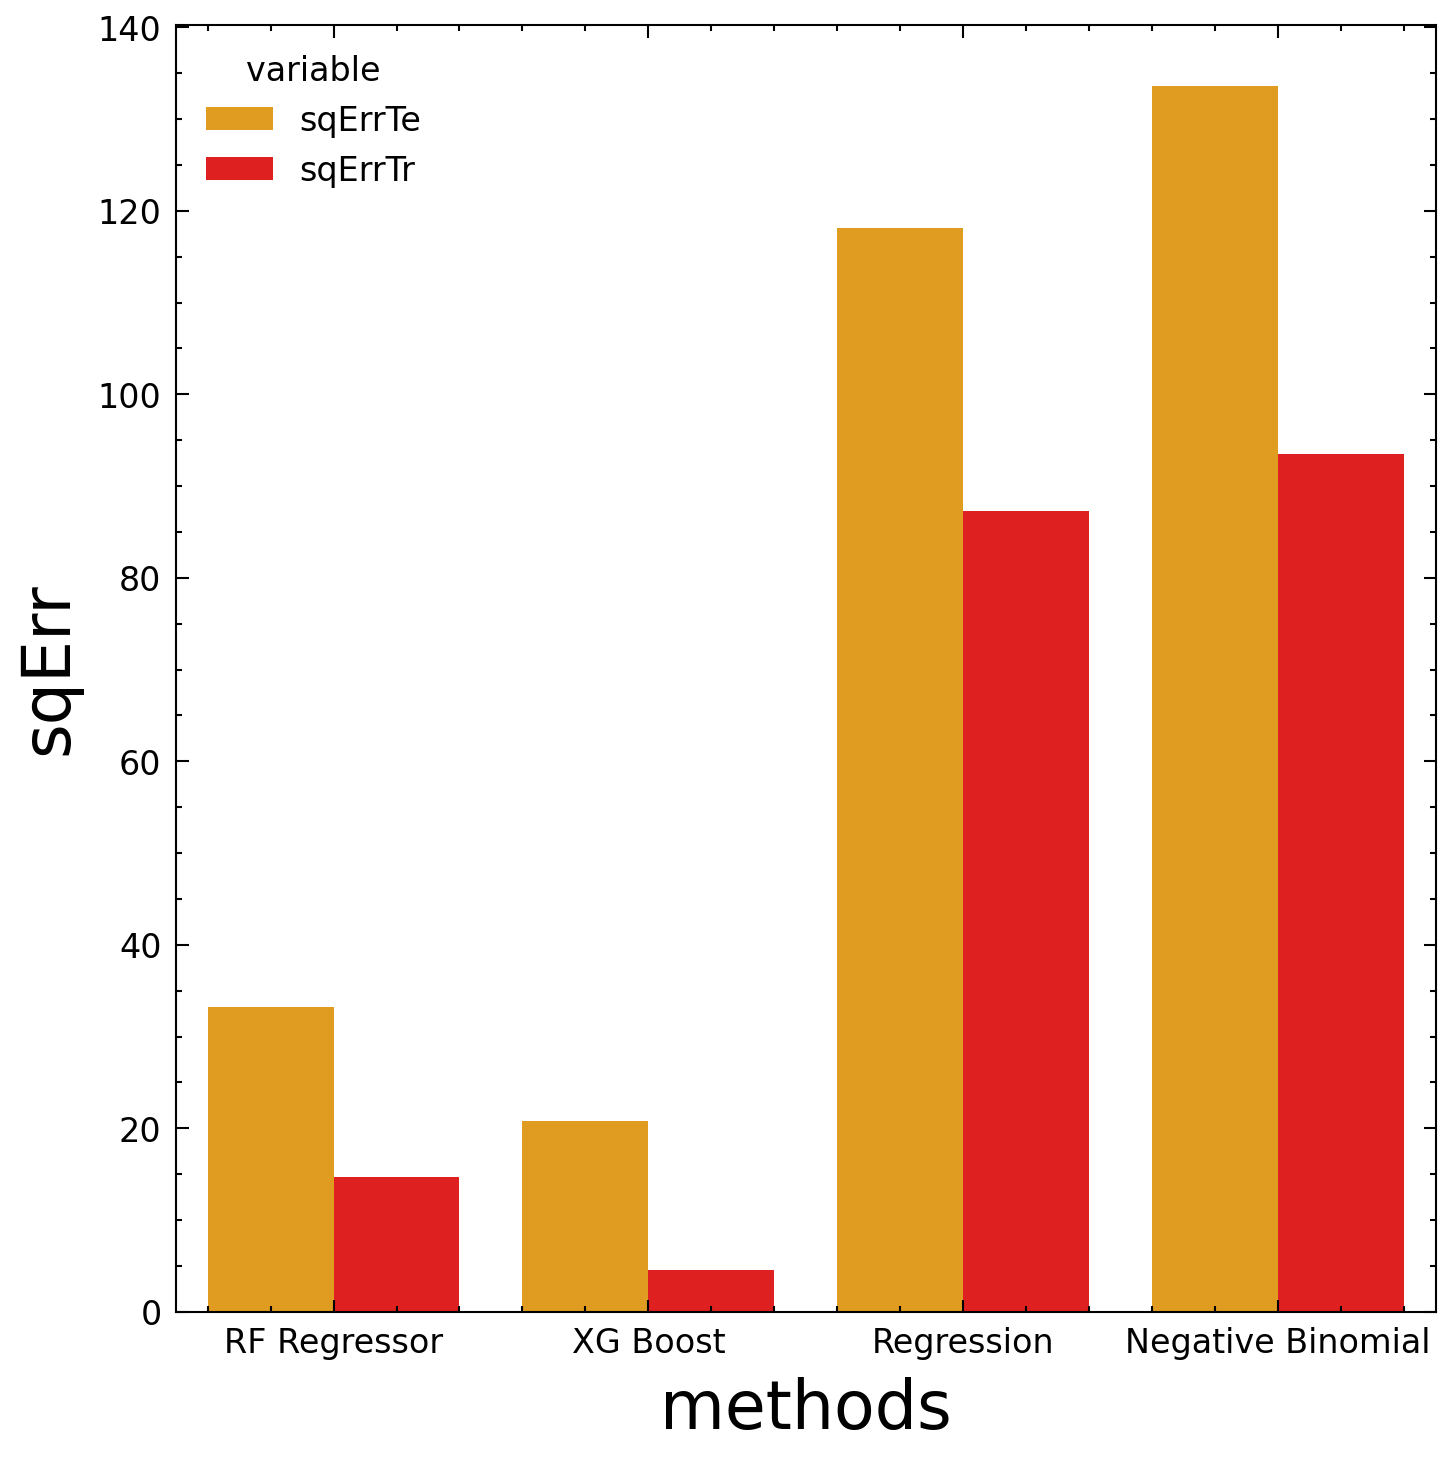 140
120
100
80
60
40
20
0
sqErr
variable
sqErrTe
sqErrTr
RF Regressor XG Boost Regression Negative Binomial
methods